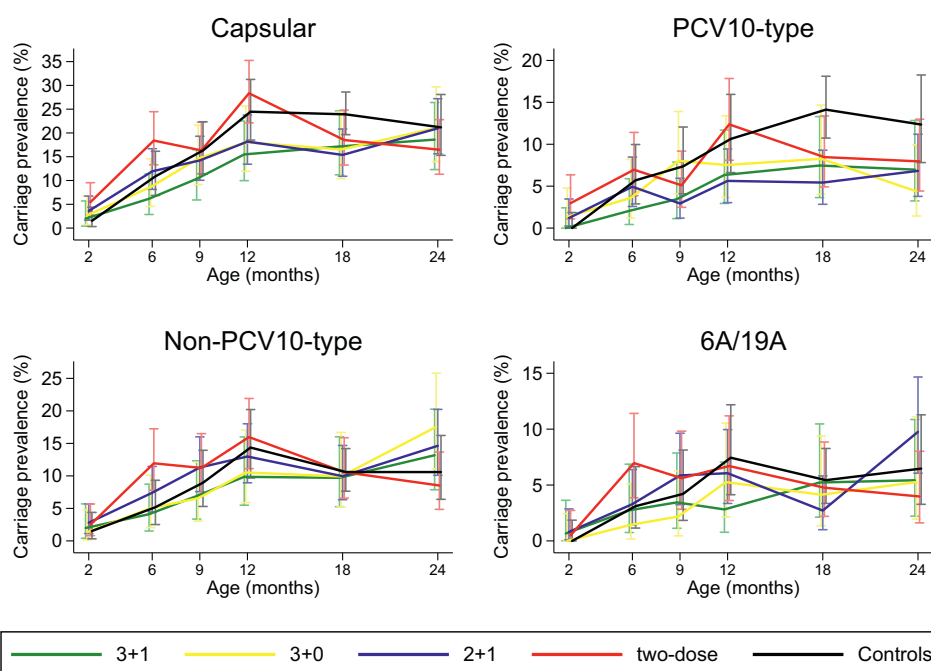 Capsular
Carriage prevalence (%)
35
30
25
20
15
10
5
0
2 6 9 12 18 24
Age (months)
PCV10-type
Carriage prevalence (%)
20
15
10
5
0
2 6 9 12 18 24
Age (months)
Non-PCV10-type
Carriage prevalence (%)
25
20
15
10
5
0
2 6 9 12 18 24
Age (months)
6A/19A
Carriage prevalence (%)
15
10
5
0
2 6 9 12 18 24
Age (months)
3+1 3+0 2+1 two-dose Controls